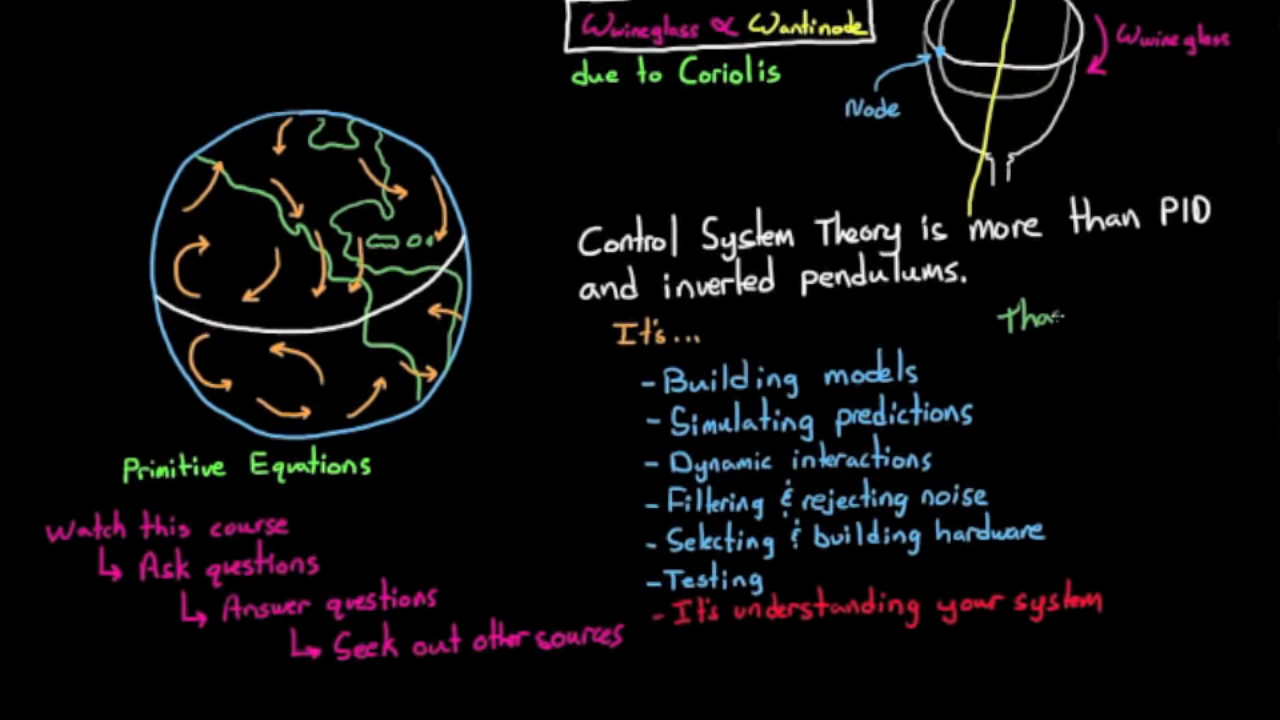 Wwineglass ∝ Wantinode
due to Coriolis
Wwineglass
Node
Control System Theory is more than PID
and inverted pendulums.
It's...
Tha
- Building models
- Simulating predictions
- Dynamic interactions
- Filtering & rejecting noise
- Selecting & building hardware
- Testing
- It's understanding your system
Primitive Equations
Watch this course
↳ Ask questions
↳ Answer questions
↳ Seek out other sources